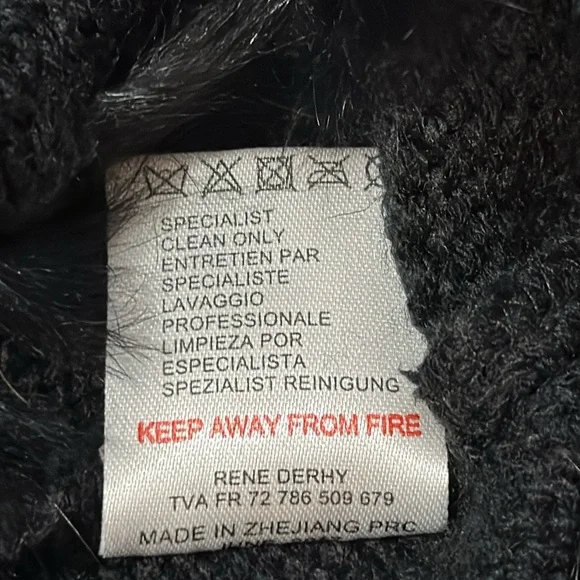 SPECIALIST
CLEAN ONLY
ENTRETIEN PAR
SPECIALISTE
LAVAGGIO
PROFESSIONALE
LIMPIEZA POR
ESPECIALISTA
SPEZIALIST REINIGUNG
KEEP AWAY FROM FIRE
RENE DERHY
TVA FR 72 786 509 679
MADE IN ZHEJIANG PRC